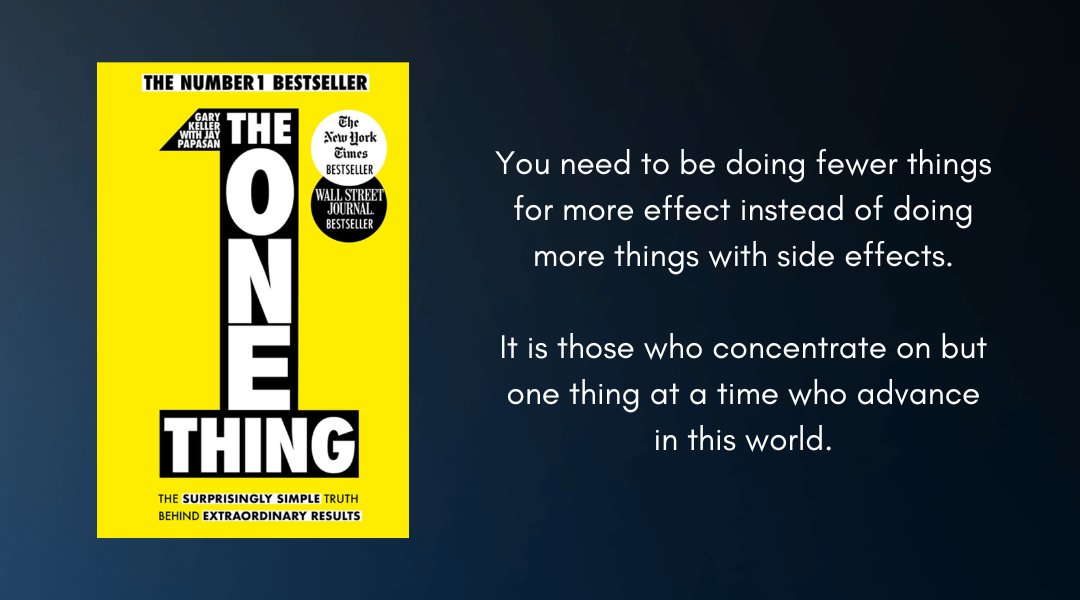 THE NUMBER 1 BESTSELLER
GARY
KELLER
WITH JAY
PAPASAN
THE
ONE
THING
The
New York
Times
BESTSELLER
WALL STREET
JOURNAL.
BESTSELLER
THE SURPRISINGLY SIMPLE TRUTH
BEHIND EXTRAORDINARY RESULTS
You need to be doing fewer things
for more effect instead of doing
more things with side effects.
It is those who concentrate on but
one thing at a time who advance
in this world.